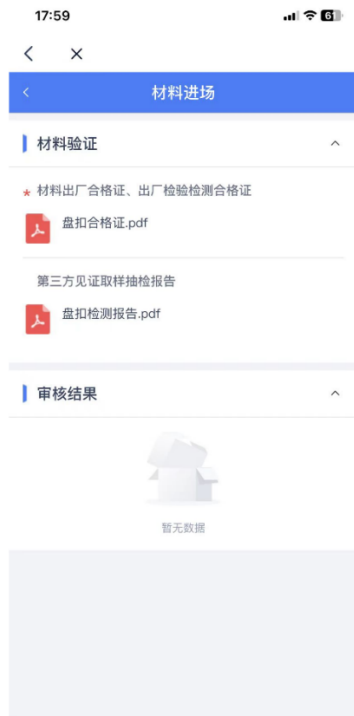 17:59
61
材料进场
材料验证
* 材料出厂合格证、出厂检验检测合格证
盘扣合格证.pdf
第三方见证取样抽检报告
盘扣检测报告.pdf
审核结果
暂无数据